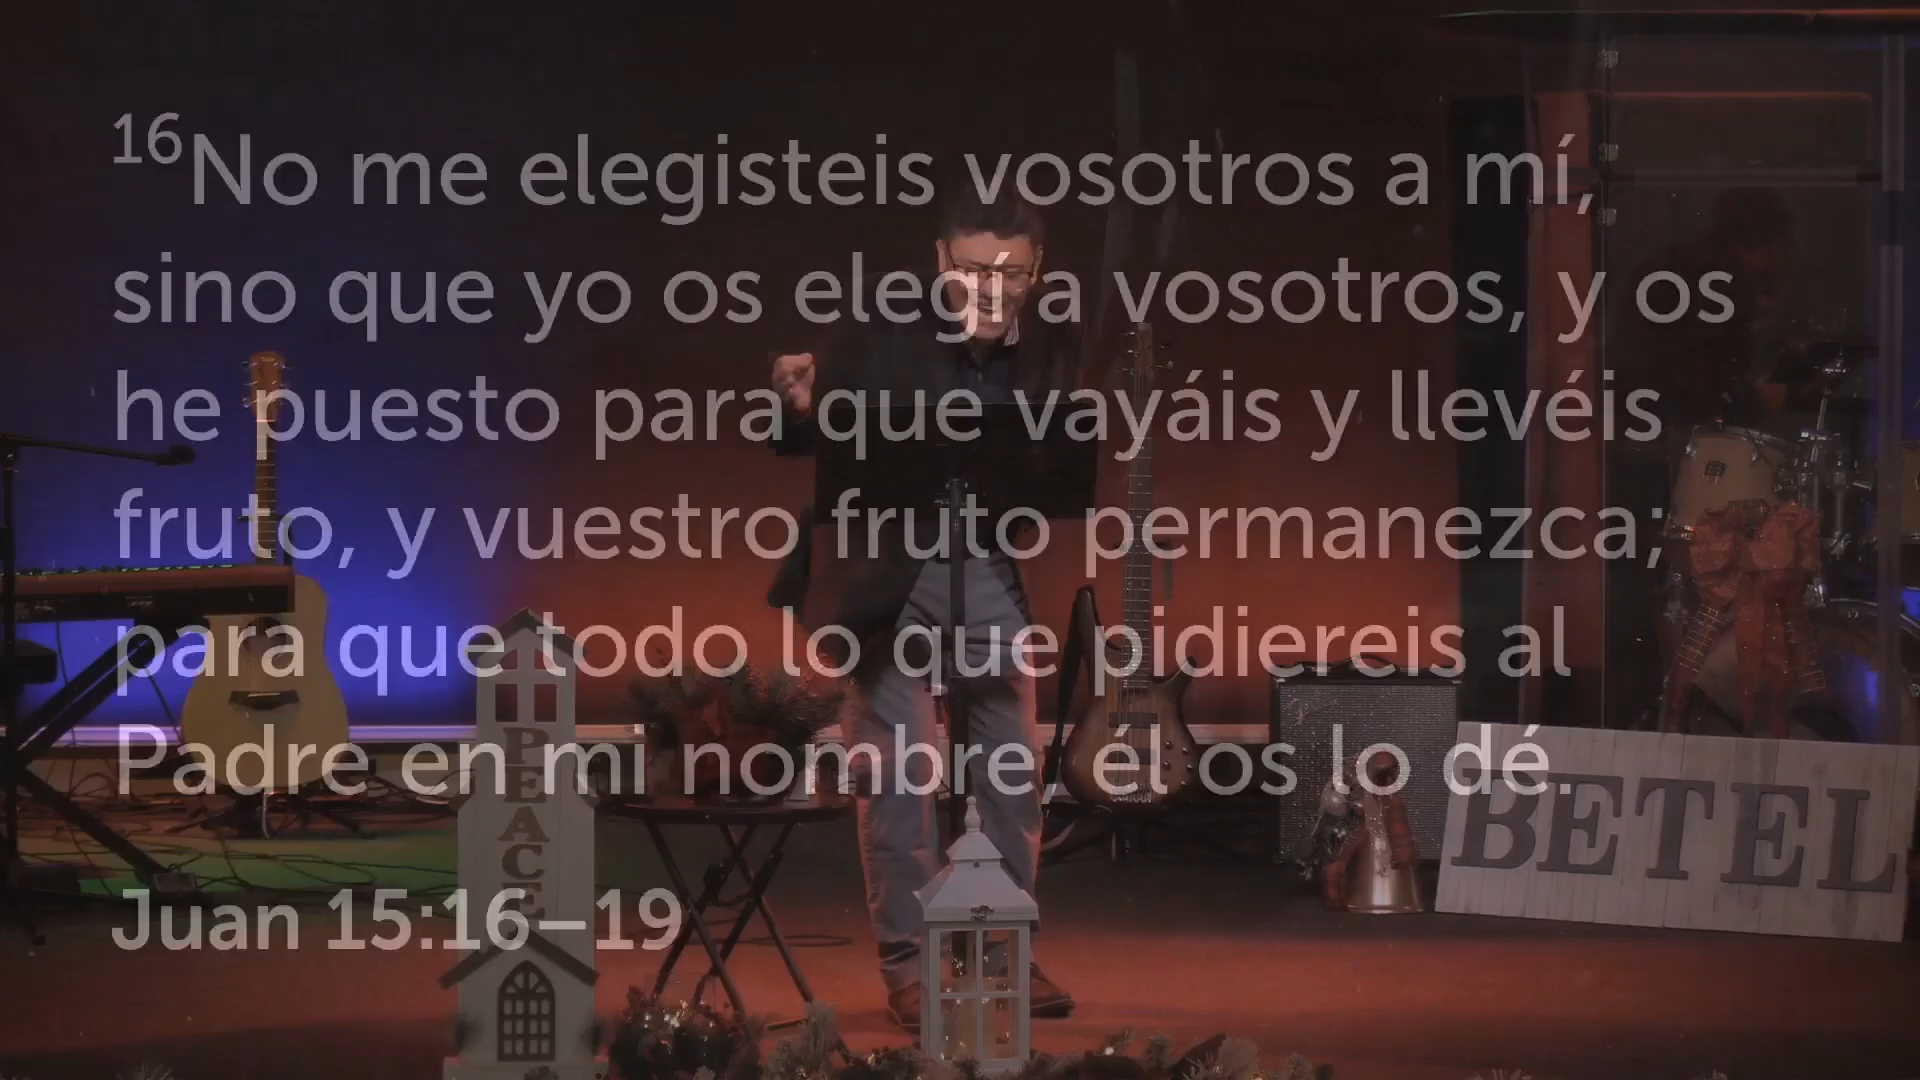 16 No me elegisteis vosotros a mí,
sino que yo os elegí a vosotros, y os
he puesto para que vayáis y llevéis
fruto, y vuestro fruto permanezca;
para que todo lo que pidiereis al
Padre en mi nombre, él os lo dé.
Juan 15:16–19
PEACE
BETEL